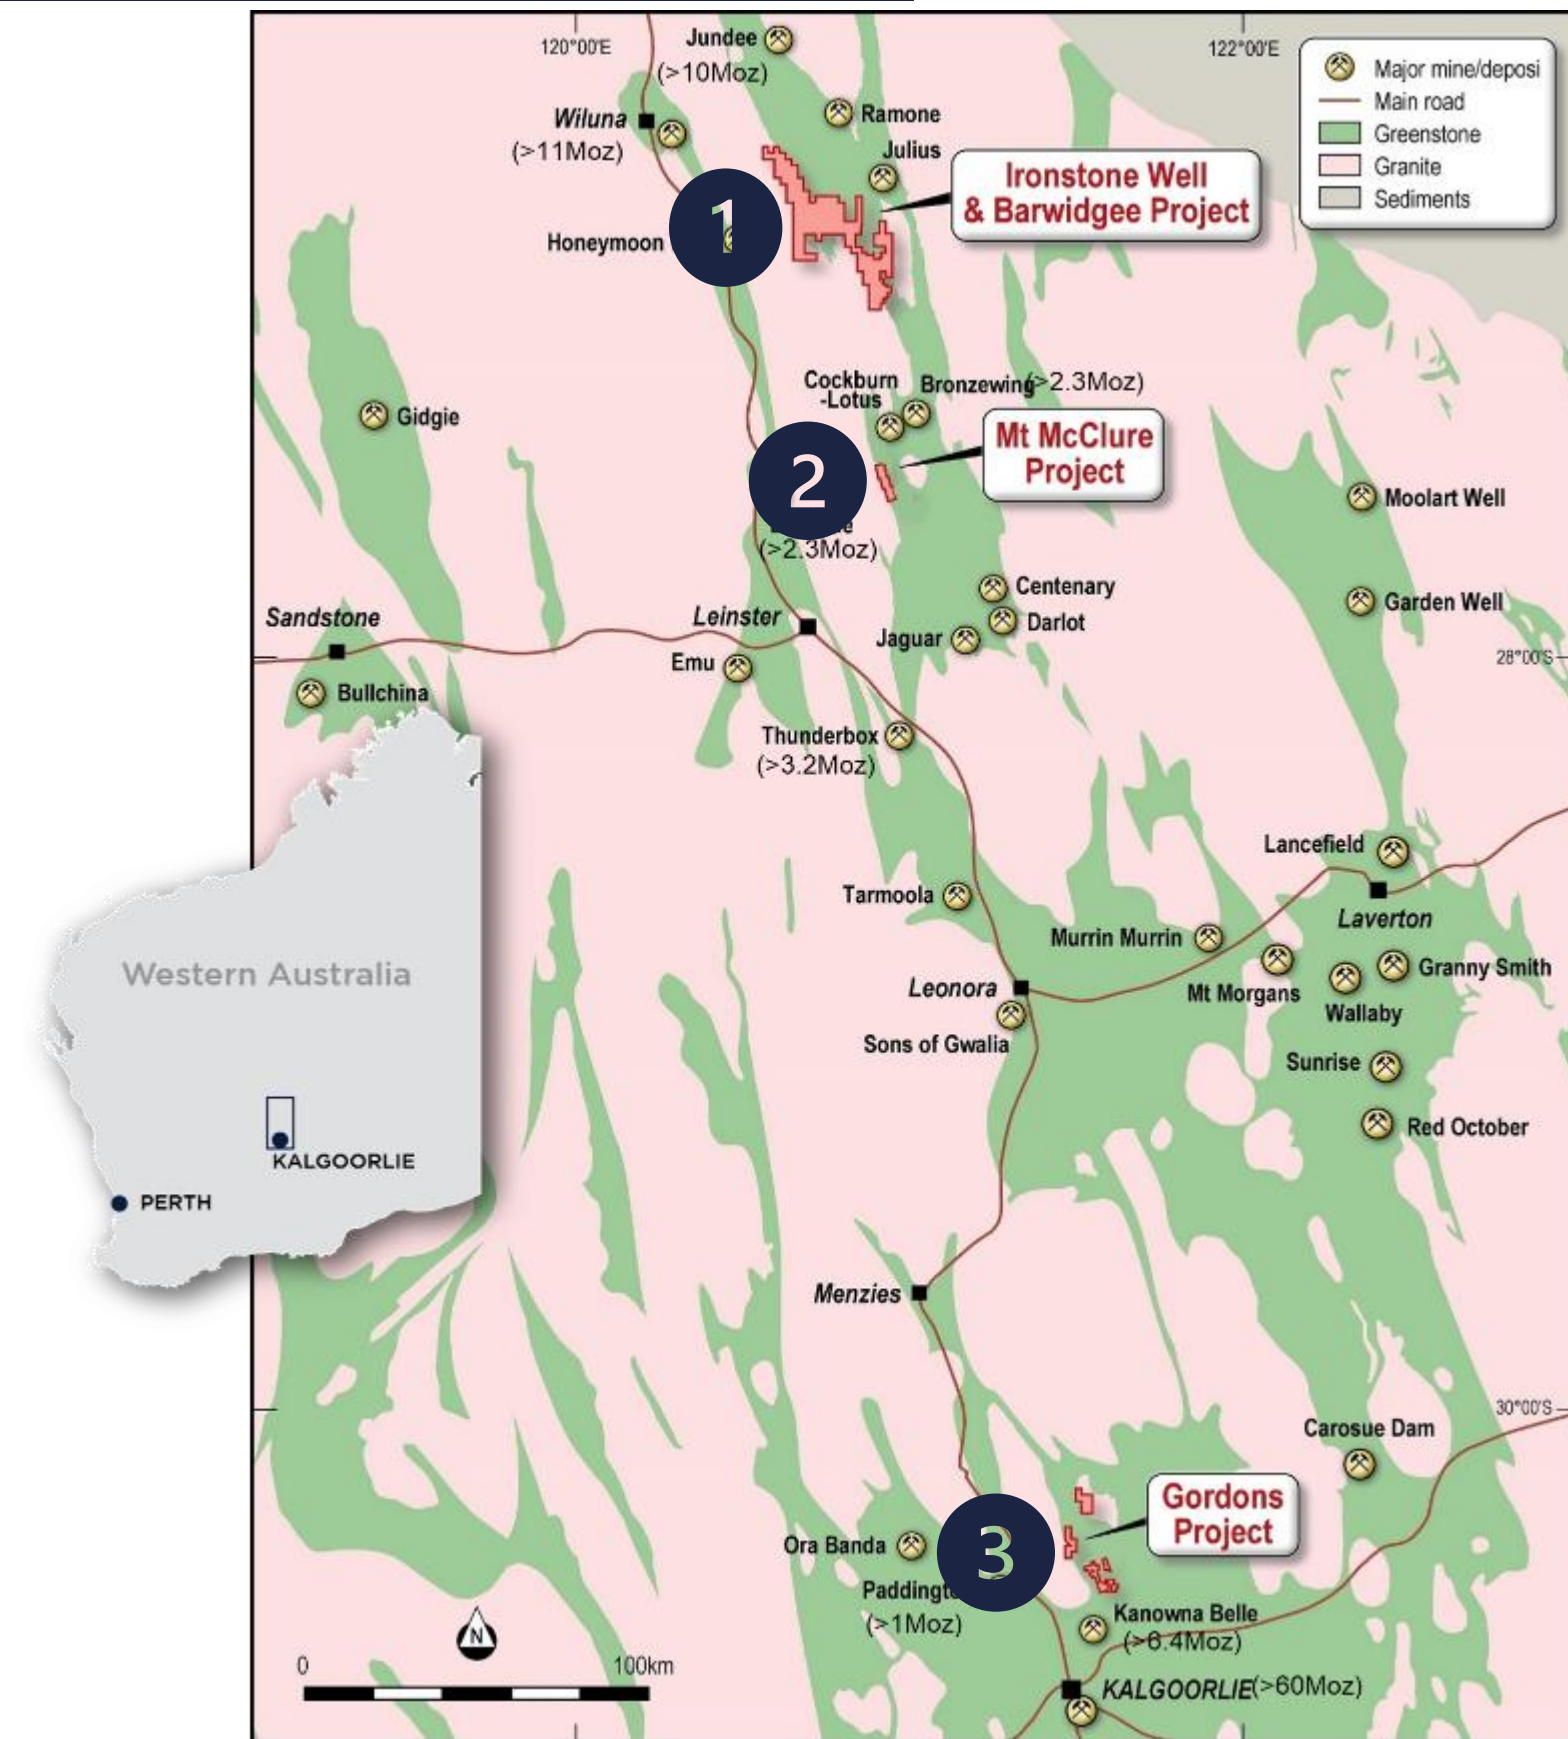 120°00'E
Jundee
(>10Moz)
122°00'E
Major mine/deposi
Main road
Greenstone
Granite
Sediments
Ramone
Wiluna
(>11Moz)
Julius
Ironstone Well
& Barwidgee Project
1
Honeymoon
Cockburn
-Lotus
Bronzewing(>2.3Moz)
Gidgie
Mt McClure
Project
2
(>2.3Moz)
Moolart Well
Centenary
Garden Well
Sandstone
Leinster
Darlot
Jaguar
28°00'S
Emu
Bullchina
Thunderbox
(>3.2Moz)
Lancefield
Tarmoola
Laverton
Murrin Murrin
Granny Smith
Western Australia
Leonora
Mt Morgans
Wallaby
Sons of Gwalia
Sunrise
Red October
KALGOORLIE
PERTH
Menzies
30°00'S
Carosue Dam
Gordons
Project
Ora Banda
3
(>1Moz)
Kanowna Belle
(>6.4Moz)
N
0
100km
KALGOORLIE(>60Moz)